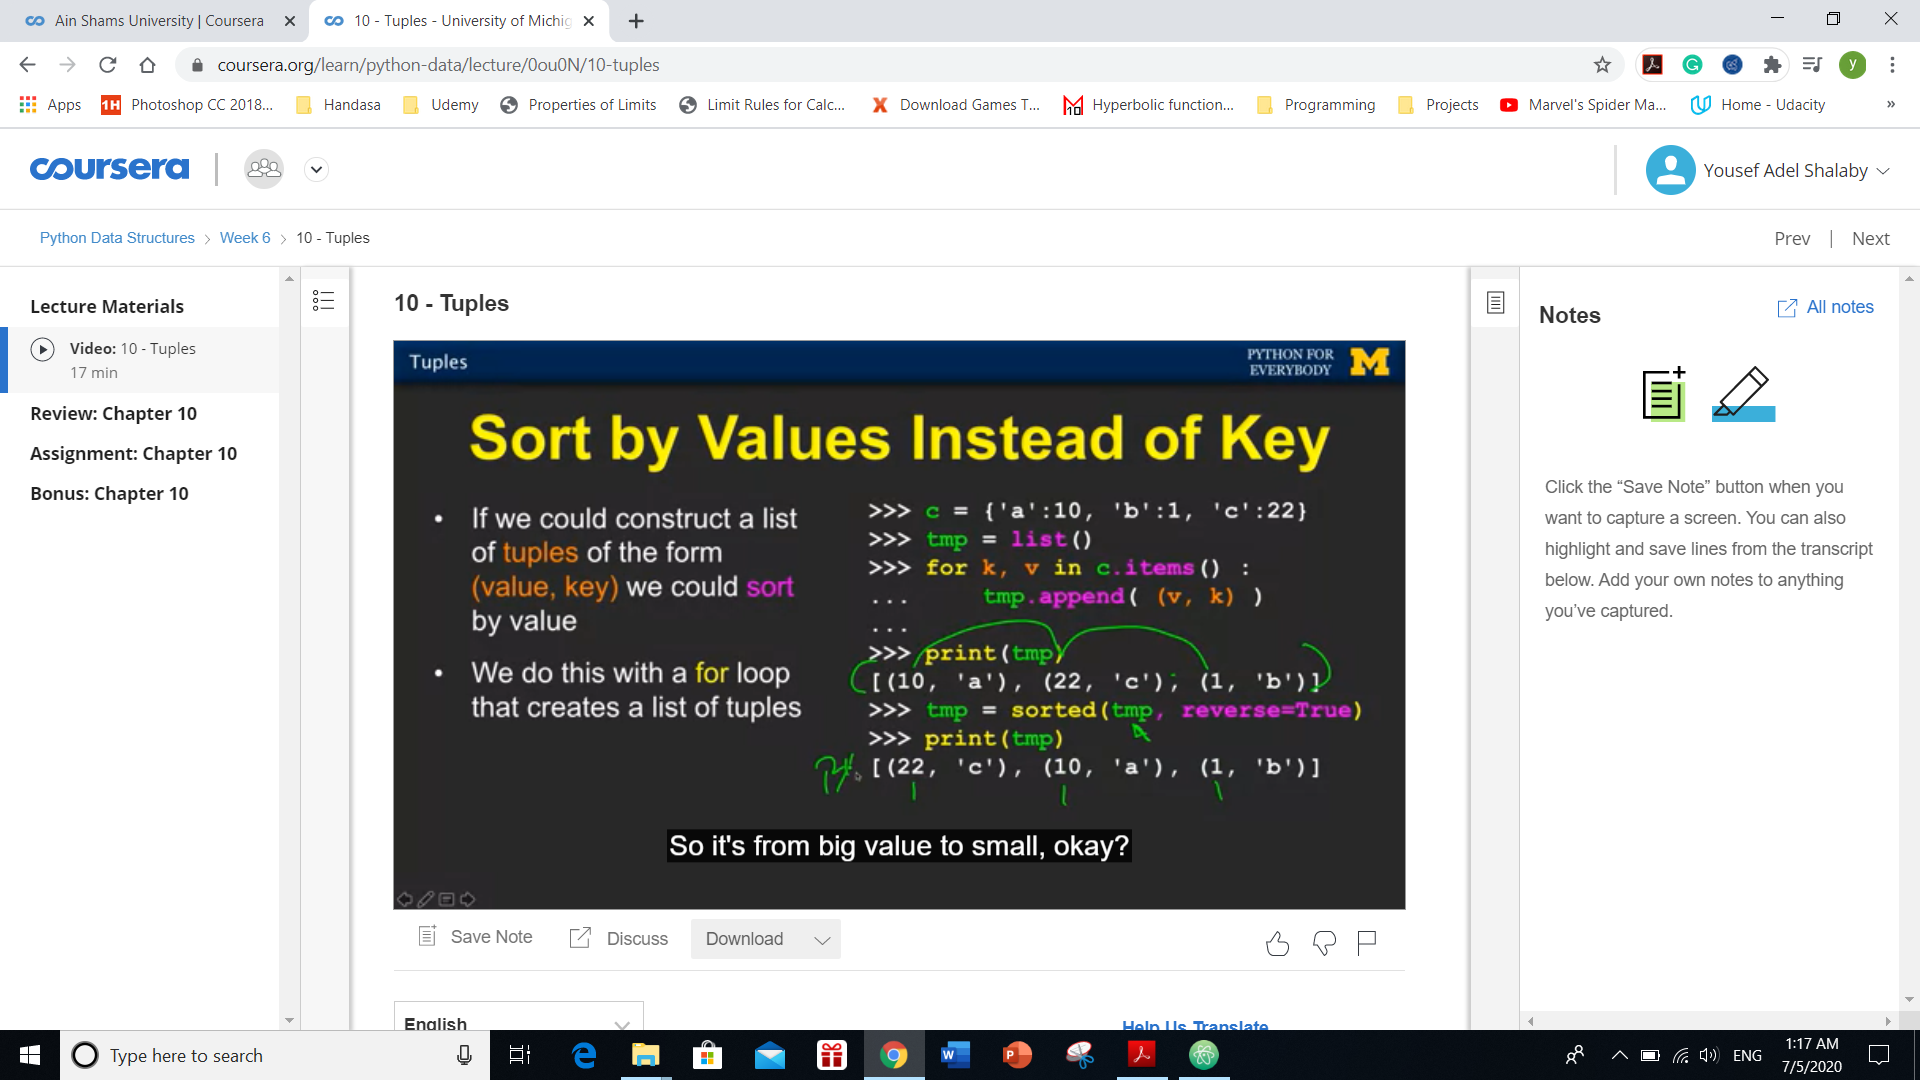 Ain Shams University | Coursera
10 - Tuples - University of Michig
coursera.org/learn/python-data/lecture/0ou0N/10-tuples
y
Apps
1H Photoshop CC 2018...
Handasa
Udemy
Properties of Limits
Limit Rules for Calc...
Download Games T...
Hyperbolic function...
Programming
Projects
Marvel's Spider Ma...
Home - Udacity
»
coursera
Yousef Adel Shalaby
Python Data Structures > Week 6 > 10 - Tuples
Prev | Next
Lecture Materials
Video: 10 - Tuples
17 min
Review: Chapter 10
Assignment: Chapter 10
Bonus: Chapter 10
10 - Tuples
Tuples
PYTHON FOR
EVERYBODY
M
Sort by Values Instead of Key
• If we could construct a list
of tuples of the form
(value, key) we could sort
by value
• We do this with a for loop
that creates a list of tuples
>>> c = {'a':10, 'b':1, 'c':22}
>>> tmp = list()
>>> for k, v in c.items() :
...     tmp.append( (v, k) )
...
>>> print(tmp)
[(10, 'a'), (22, 'c'), (1, 'b')]
>>> tmp = sorted(tmp, reverse=True)
>>> print(tmp)
[(22, 'c'), (10, 'a'), (1, 'b')]
So it's from big value to small, okay?
Save Note
Discuss
Download
English
Help Us Translate
Notes
All notes
Click the “Save Note” button when you
want to capture a screen. You can also
highlight and save lines from the transcript
below. Add your own notes to anything
you’ve captured.
Type here to search
ENG
1:17 AM
7/5/2020